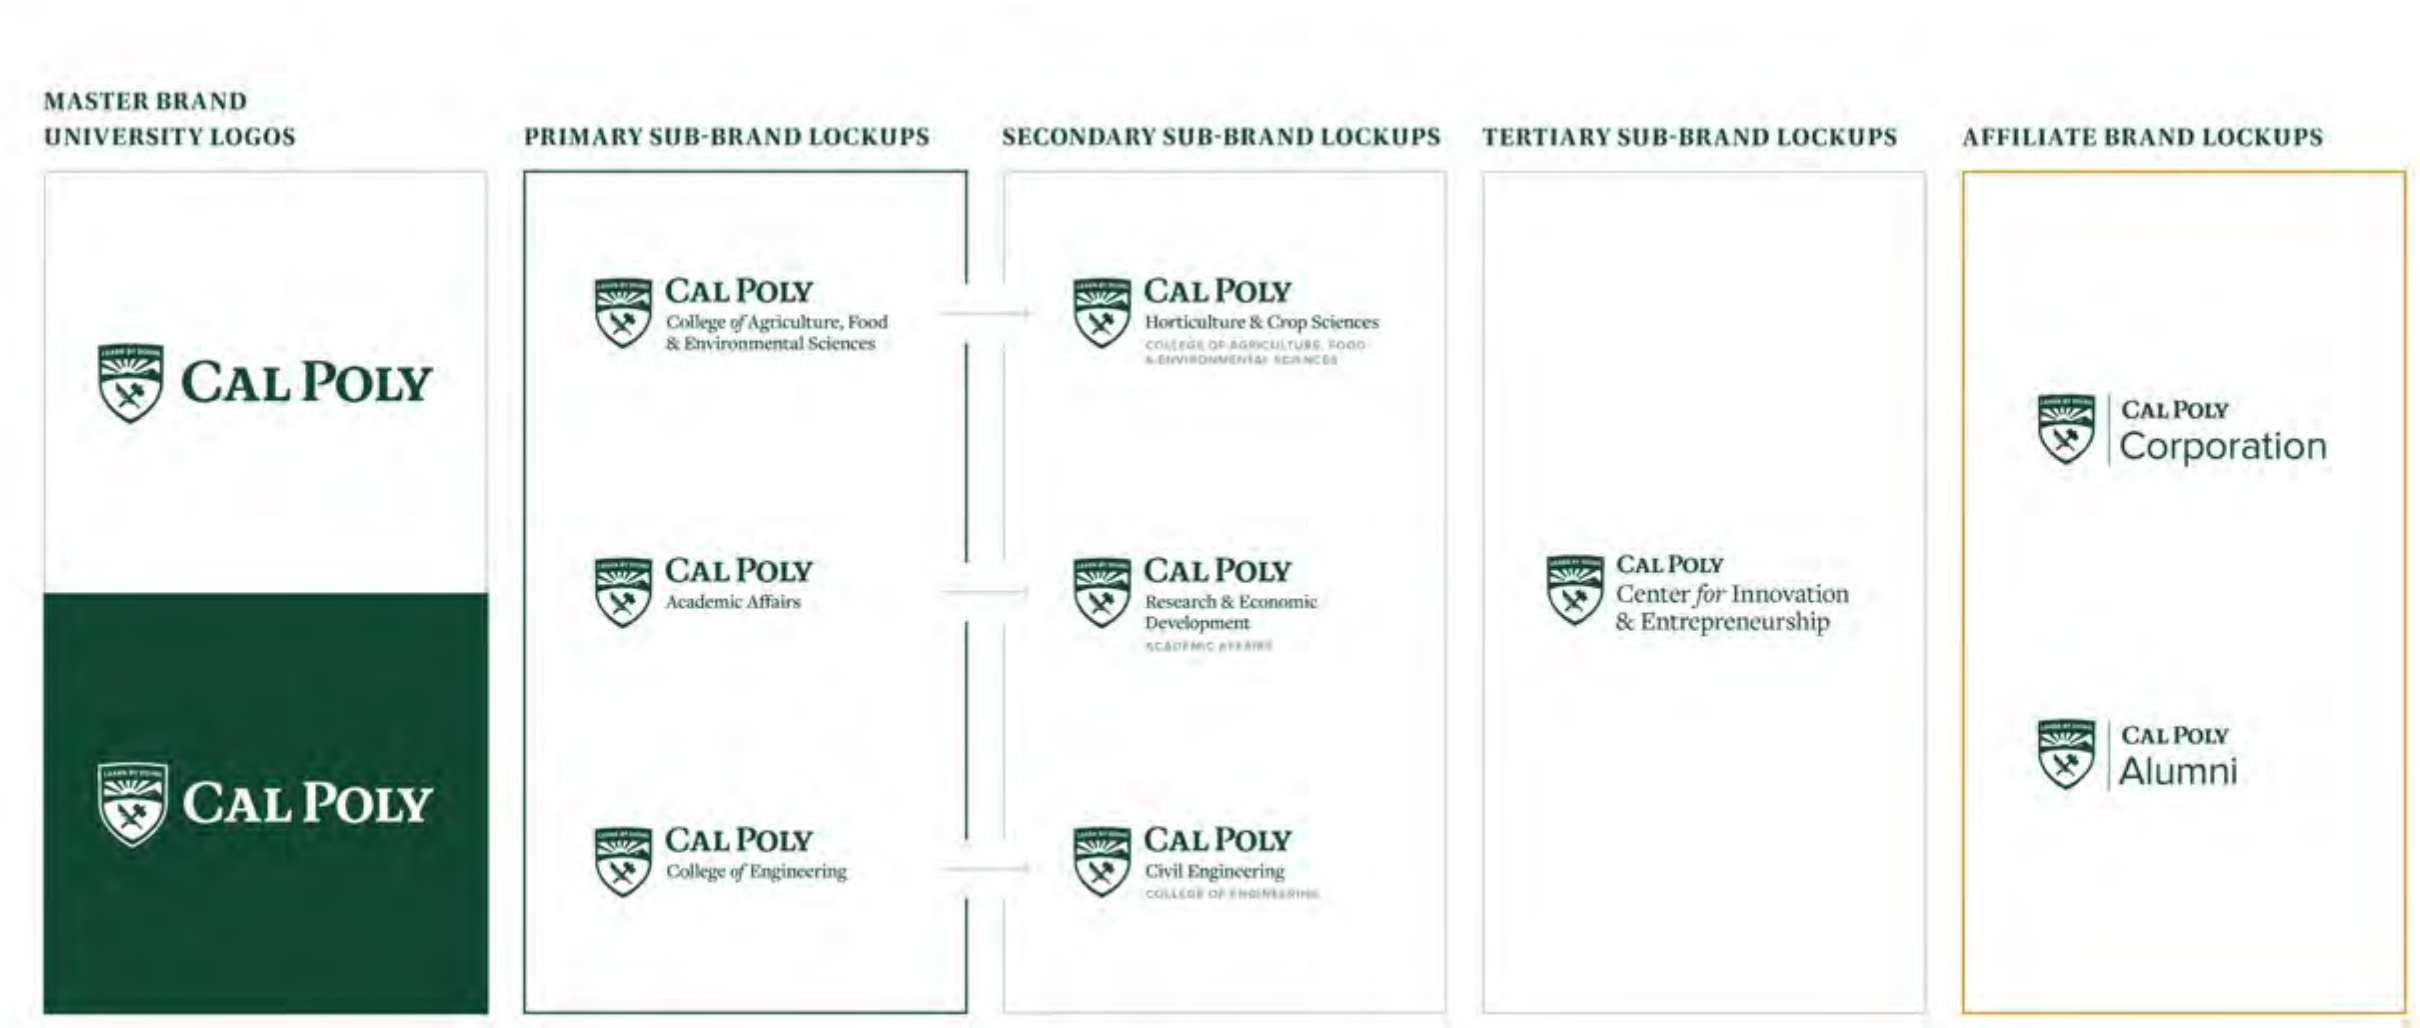 MASTER BRAND
UNIVERSITY LOGOS
PRIMARY SUB-BRAND LOCKUPS
SECONDARY SUB-BRAND LOCKUPS
TERTIARY SUB-BRAND LOCKUPS
AFFILIATE BRAND LOCKUPS
CAL POLY
CAL POLY
CAL POLY
College of Agriculture, Food
& Environmental Sciences
CAL POLY
Academic Affairs
CAL POLY
College of Engineering
CAL POLY
Horticulture & Crop Sciences
COLLEGE OF AGRICULTURE, FOOD
& ENVIRONMENTAL SCIENCES
CAL POLY
Research & Economic
Development
ACADEMIC AFFAIRS
CAL POLY
Civil Engineering
COLLEGE OF ENGINEERING
CAL POLY
Center for Innovation
& Entrepreneurship
CAL POLY
Corporation
CAL POLY
Alumni